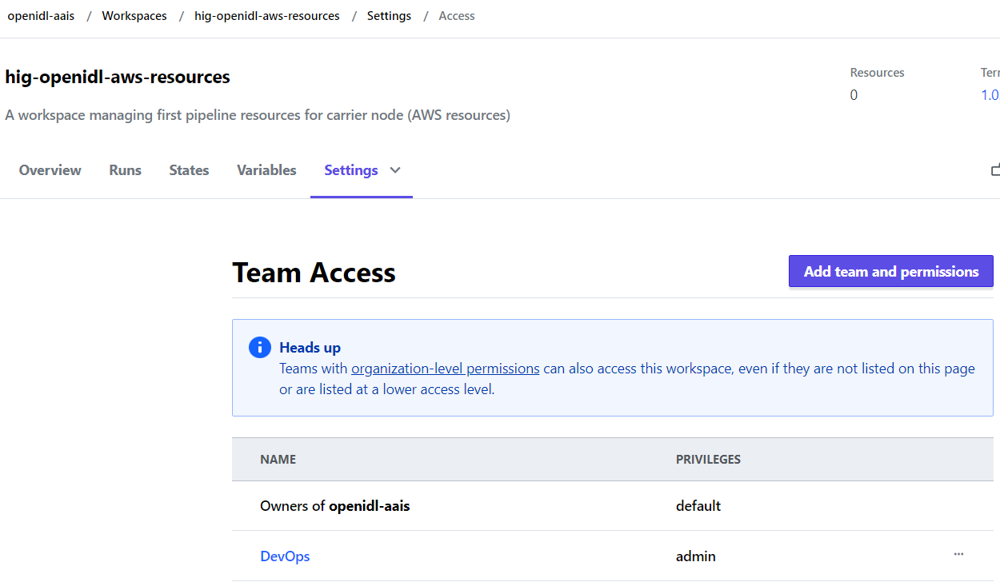 openidl-aais / Workspaces / hig-openidl-aws-resources / Settings / Access
hig-openidl-aws-resources
Resources
0
1.0
A workspace managing first pipeline resources for carrier node (AWS resources)
Overview Runs States Variables Settings
Team Access
Add team and permissions
Heads up
Teams with organization-level permissions can also access this workspace, even if they are not listed on this page
or are listed at a lower access level.
NAME PRIVILEGES
Owners of openidl-aais default
DevOps admin ...